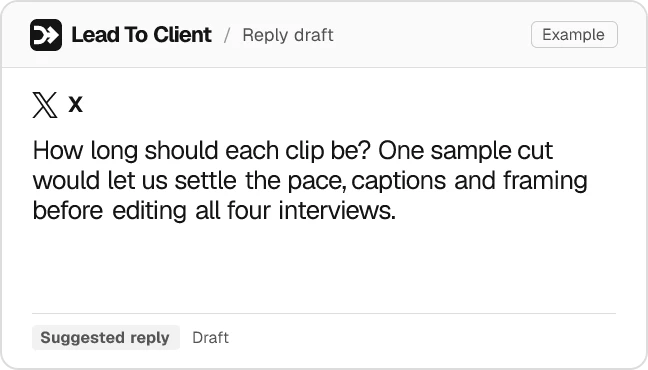 Lead To Client / Reply draft Example
X
How long should each clip be? One sample cut
would let us settle the pace, captions and framing
before editing all four interviews.
Suggested reply Draft